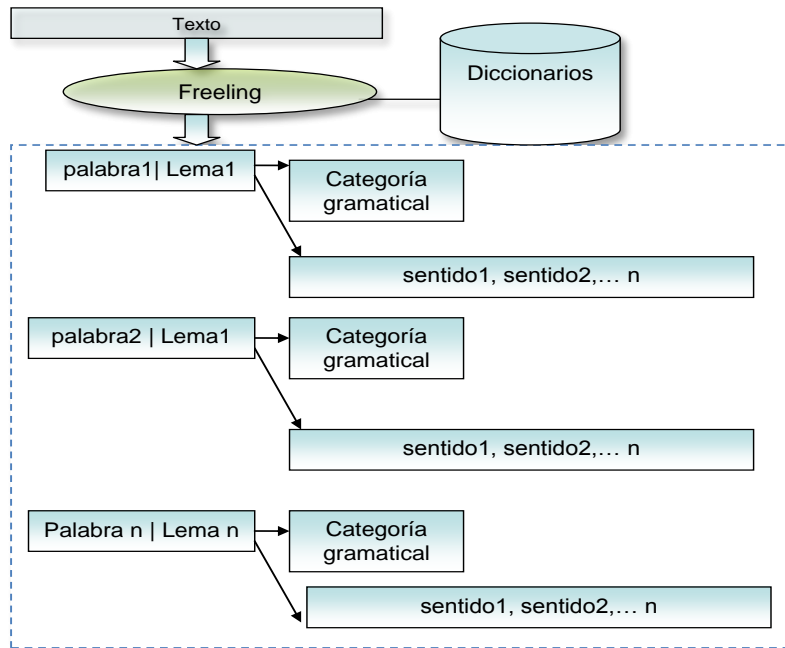 Texto
Freeling
Diccionarios
palabra1| Lema1
Categoría
gramatical
sentido1, sentido2,… n
palabra2 | Lema1
Categoría
gramatical
sentido1, sentido2,… n
Palabra n | Lema n
Categoría
gramatical
sentido1, sentido2,… n